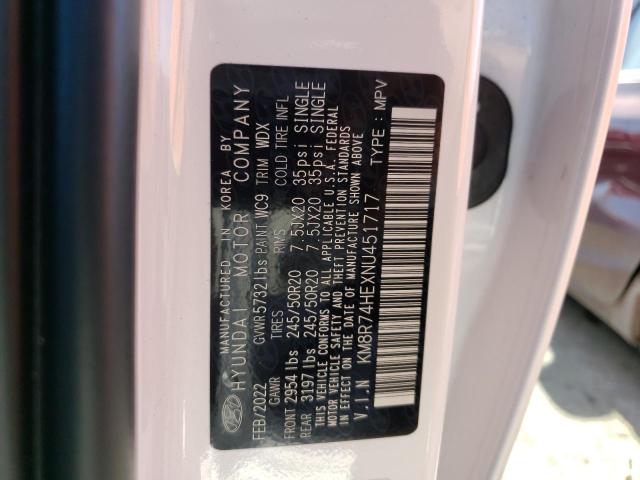 MANUFACTURED IN KOREA BY
HYUNDAI MOTOR COMPANY
FEB/2022 GVWR 5732 lbs PAINT WC9 TRIM WDX
GAWR TIRES RIMS COLD TIRE INFL
FRONT 2954 lbs 245/50R20 7.5JX20 35psi SINGLE
REAR 3197 lbs 245/50R20 7.5JX20 35psi SINGLE
THIS VEHICLE CONFORMS TO ALL APPLICABLE U.S.A. FEDERAL
MOTOR VEHICLE SAFETY AND THEFT PREVENTION STANDARDS
IN EFFECT ON THE DATE OF MANUFACTURE SHOWN ABOVE
V.I.N KM8R74HEXNU451717 TYPE : MPV